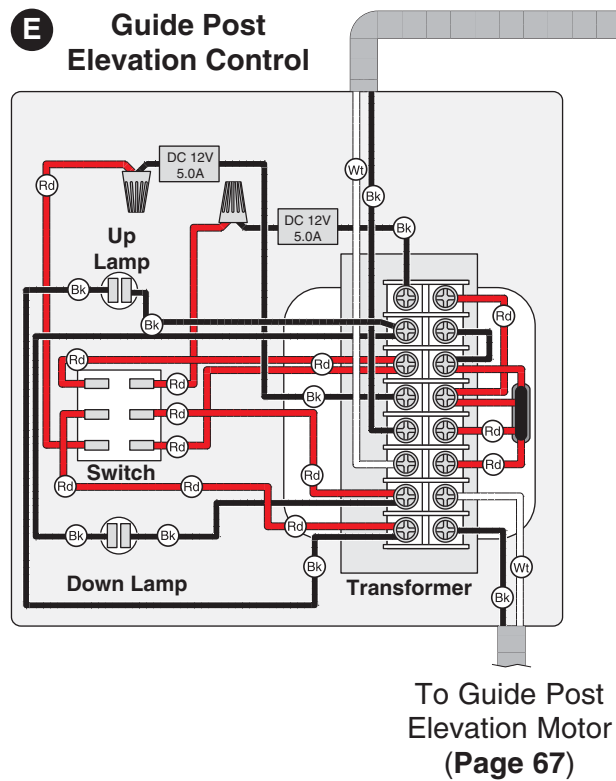 E
Guide Post
Elevation Control
DC 12V
5.0A
DC 12V
5.0A
Wt
Bk
Rd
Bk
Up
Lamp
Bk
Bk
Rd
Rd
Rd
Rd
Bk
Rd
Rd
Rd
Rd
Switch
Rd
Rd
Rd
Rd
Rd
Bk
Bk
Bk
Down Lamp
Transformer
Wt
Bk
To Guide Post
Elevation Motor
(Page 67)